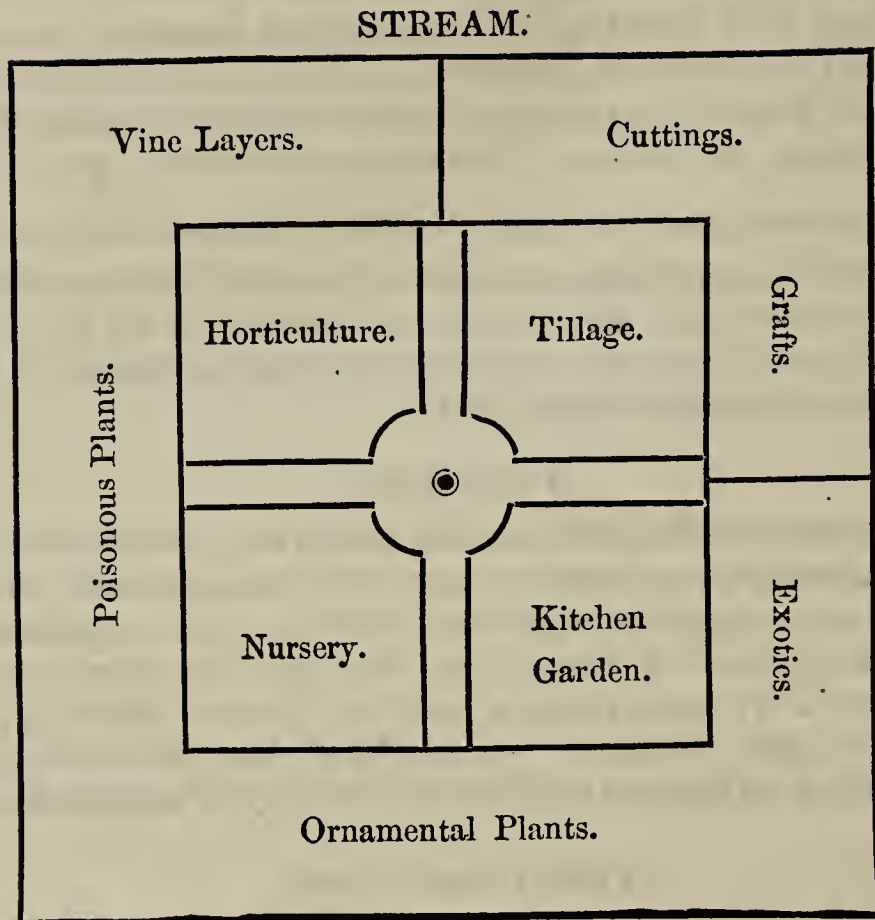 STREAM.
Vine Layers.
Cuttings.
Horticulture.
Tillage.
Grafts.
Poisonous Plants.
Nursery.
Kitchen
Garden.
Exotics.
Ornamental Plants.